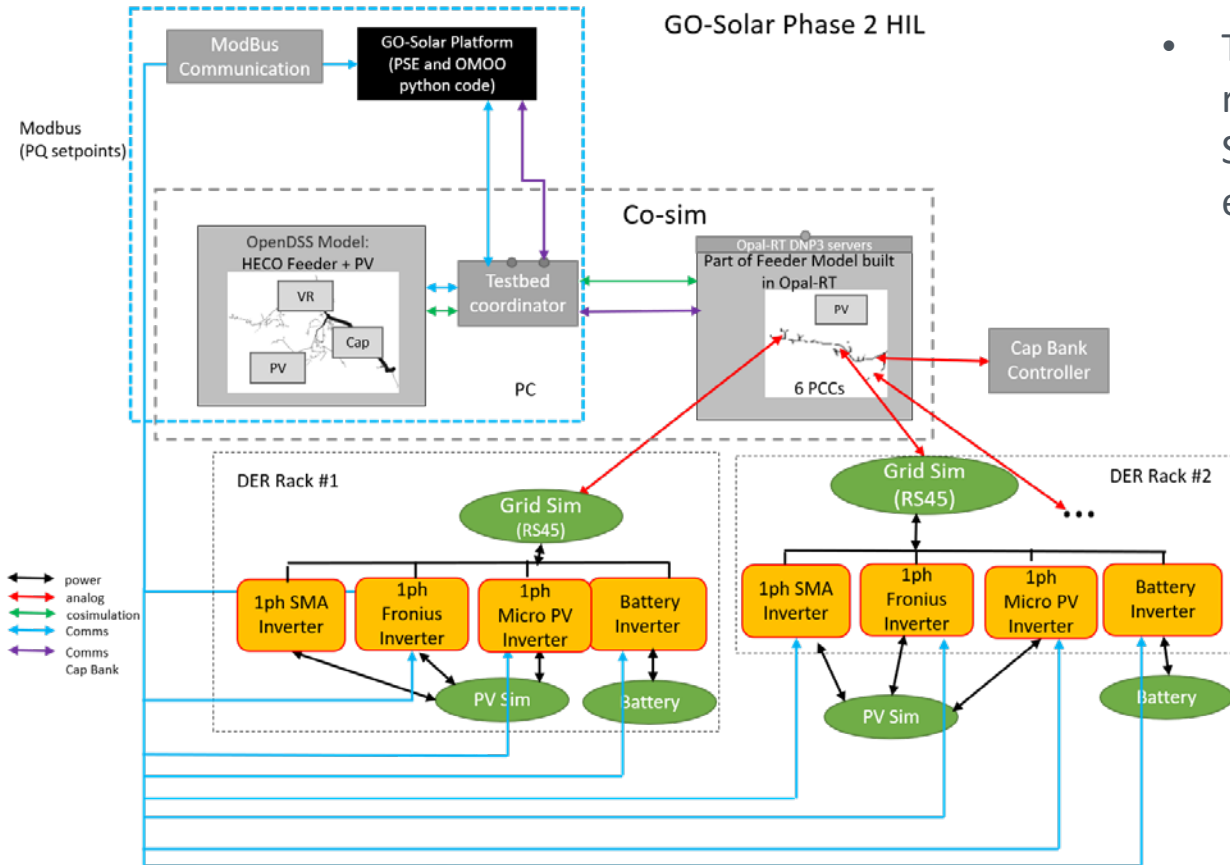 GO-Solar Phase 2 HIL
ModBus
Communication
GO-Solar Platform
(PSE and OMOO
python code)
Modbus
(PQ setpoints)
Co-sim
OpenDSS Model:
HECO Feeder + PV
VR
Cap
PV
Testbed
coordinator
PC
Opal-RT DNP3 servers
Part of Feeder Model built
in Opal-RT
PV
6 PCCs
Cap Bank
Controller
DER Rack #1
Grid Sim
(RS45)
1ph SMA
Inverter
1ph
Fronius
Inverter
1ph
Micro PV
Inverter
Battery
Inverter
PV Sim
Battery
DER Rack #2
Grid Sim
(RS45)
...
1ph SMA
Inverter
1ph
Fronius
Inverter
1ph
Micro PV
Inverter
Battery
Inverter
PV Sim
Battery
power
analog
cosimulation
Comms
Comms
Cap Bank